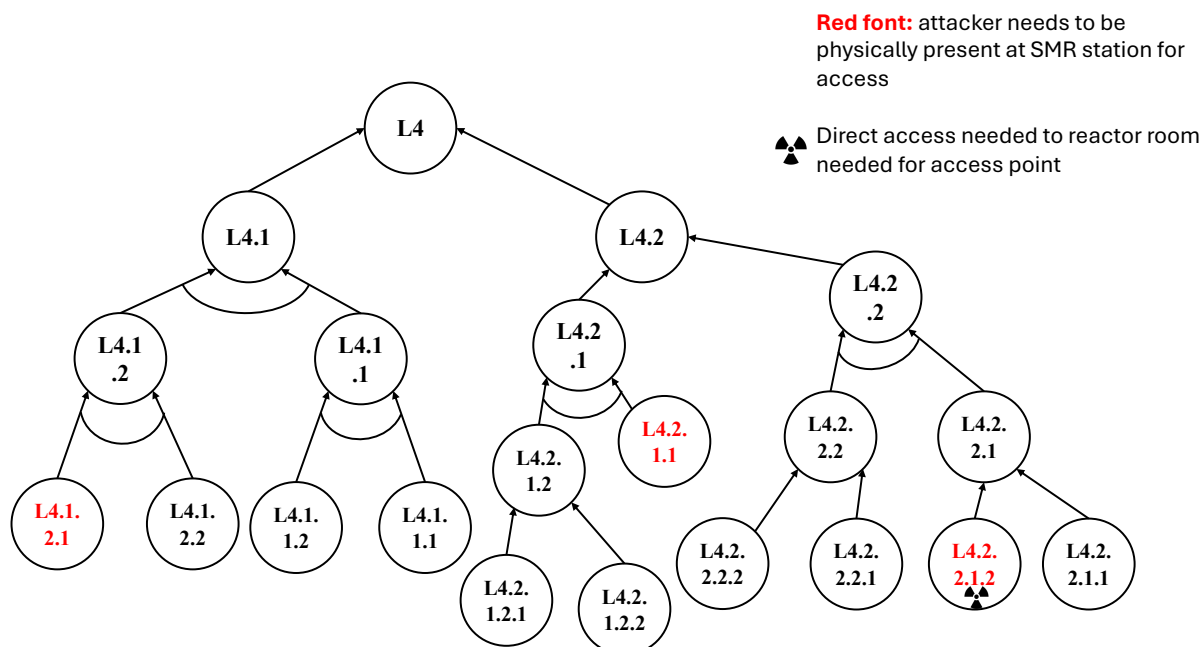 Red font: attacker needs to be
physically present at SMR station for
access
Direct access needed to reactor room
needed for access point
L4
L4.1
L4.2
L4.2
.2
L4.1
.2
L4.1
.1
L4.2
.1
L4.2.
1.2
L4.2.
1.1
L4.2.
2.2
L4.2.
2.1
L4.1.
2.1
L4.1.
2.2
L4.1.
1.2
L4.1.
1.1
L4.2.
1.2.1
L4.2.
1.2.2
L4.2.
2.2.2
L4.2.
2.2.1
L4.2.
2.1.2
L4.2.
2.1.1